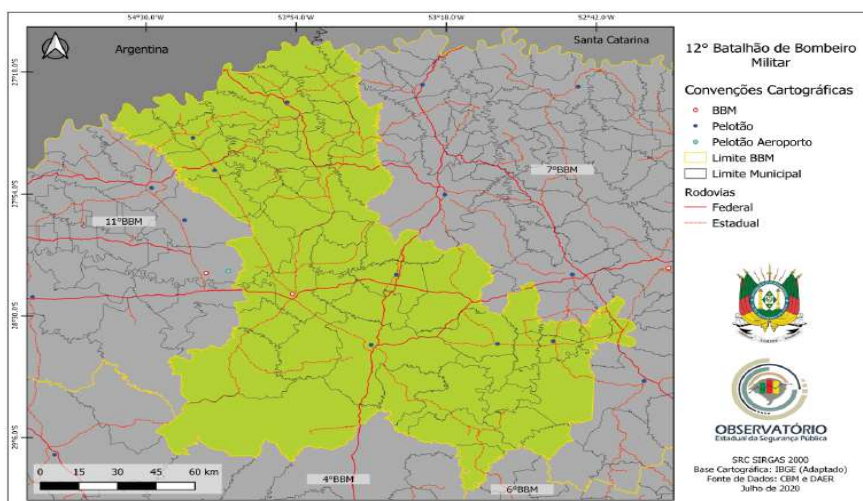 54°30.0 53°54.0 53°18.0 52°42.0
Argentina
Santa Catarina
27°18.0'S
27°54.0'S
28°30.0'S
29°6.0'S
7°BBM
11°BBM
4°BBM
6°BBM
0 15 30 45 60 km
12° Batalhão de Bombeiro
Militar
Convenções Cartográficas
BBM
Pelotão
Pelotão Aeroporto
Limite BBM
Limite Municipal
Rodovias
Federal
Estadual
OBSERVATÓRIO
Estadual da Segurança Pública
SRC SIRGAS 2000
Base Cartográfica: IBGE (Adaptado)
Fonte de Dados: CBM e DAER
Julho de 2020